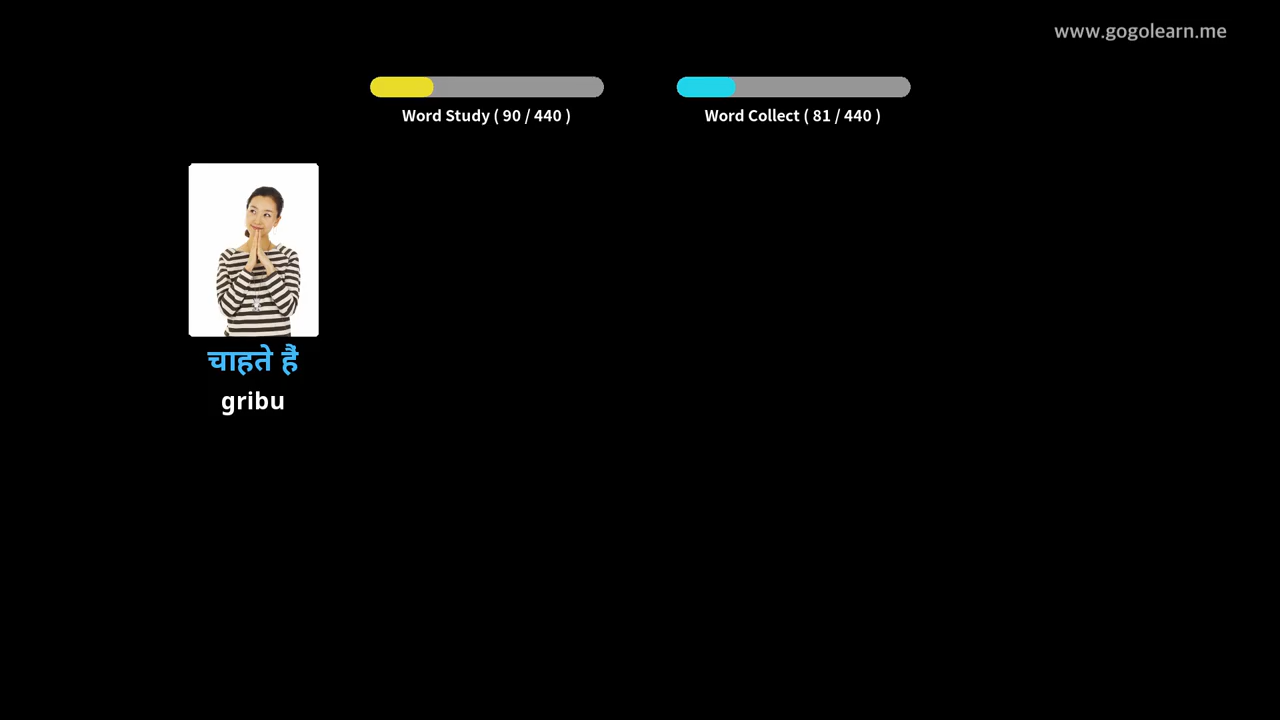 www.gogolearn.me
Word Study ( 90 / 440 )
Word Collect ( 81 / 440 )
चाहते हैं
gribu